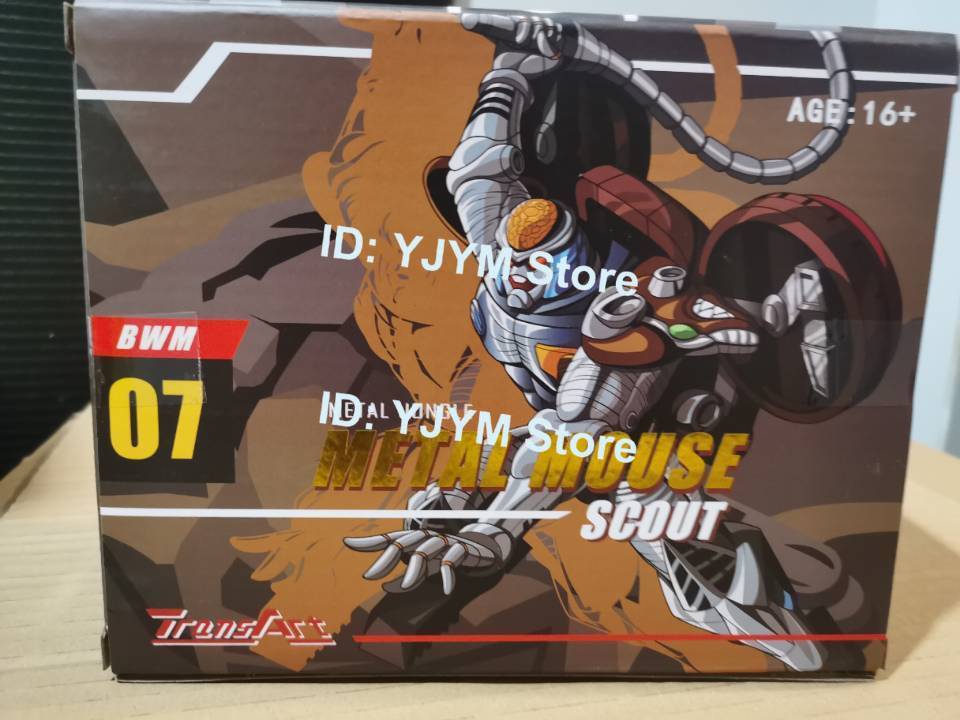 AGE: 16+
ID: YJYM Store
BWM
07
METAL JUNGLE
ID: YJYM Store
METAL MOUSE
SCOUT
TransArt